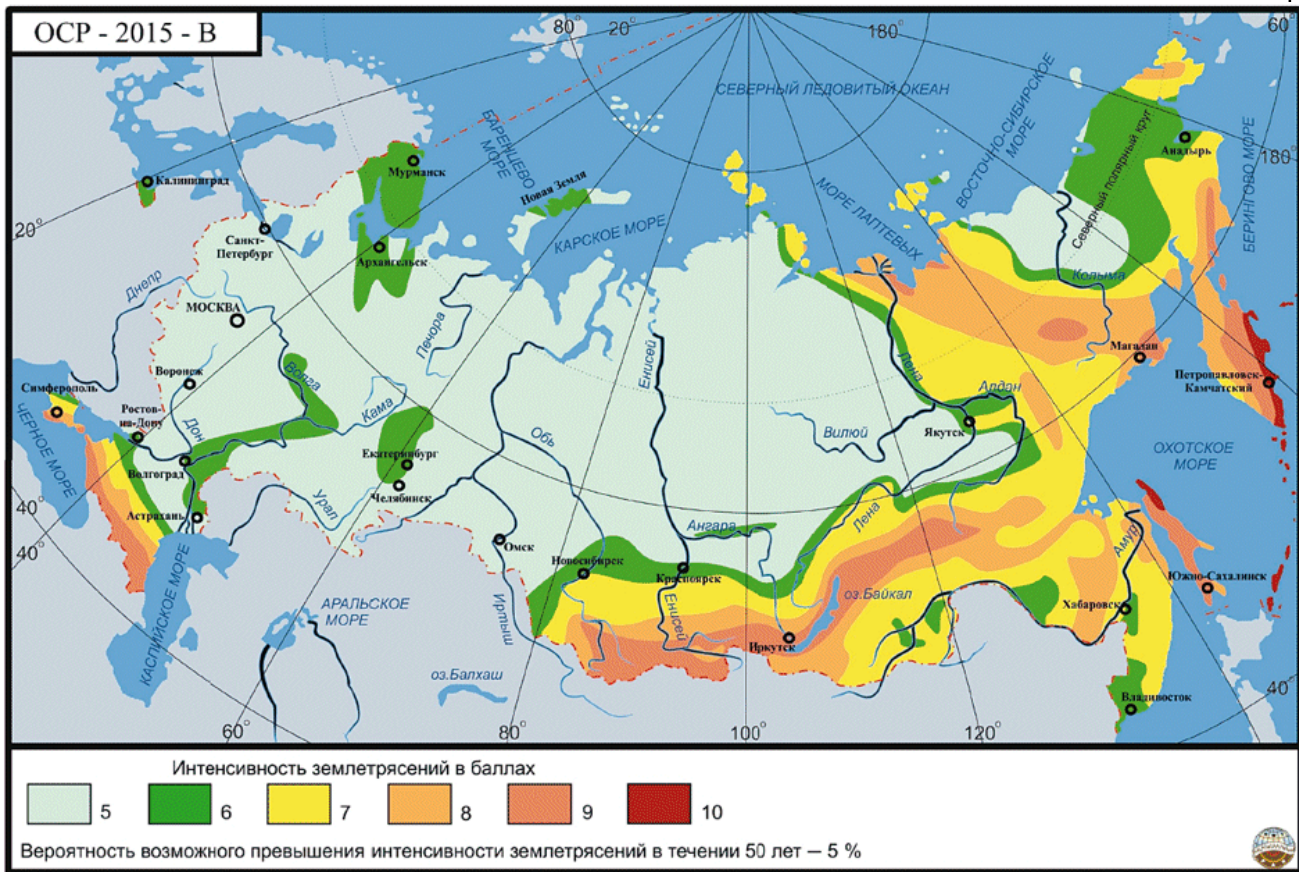 ОСР - 2015 - В
80°
20°
180°
60°
СЕВЕРНЫЙ ЛЕДОВИТЫЙ ОКЕАН
БАРЕНЦЕВО
МОРЕ
ВОСТОЧНО-СИБИРСКОЕ
МОРЕ
Северный полярный круг
Анадырь
180°
БЕРИНГОВО МОРЕ
Мурманск
Калининград
Новая Земля
МОРЕ ЛАПТЕВЫХ
КАРСКОЕ МОРЕ
20°
Санкт-
Петербург
Архангельск
Колыма
Днепр
МОСКВА
Печора
Енисей
Лена
Магадан
Петропавловск-
Камчатский
Воронеж
Волга
Симферополь
Кама
Алдан
ЧЕРНОЕ МОРЕ
Ростов-
на-Дону
Дон
Обь
Вилюй
Якутск
ОХОТСКОЕ
МОРЕ
Екатеринбург
Волгоград
Челябинск
40°
Урал
Астрахань
Ангара
Лена
Амур
40°
Омск
Новосибирск
Красноярск
Южно-Сахалинск
КАСПИЙСКОЕ МОРЕ
АРАЛЬСКОЕ
МОРЕ
Иртыш
Енисей
оз.Байкал
Хабаровск
Иркутск
оз.Балхаш
40°
Владивосток
60°
80°
100°
120°
Интенсивность землетрясений в баллах
5 6 7 8 9 10
Вероятность возможного превышения интенсивности землетрясений в течении 50 лет — 5 %